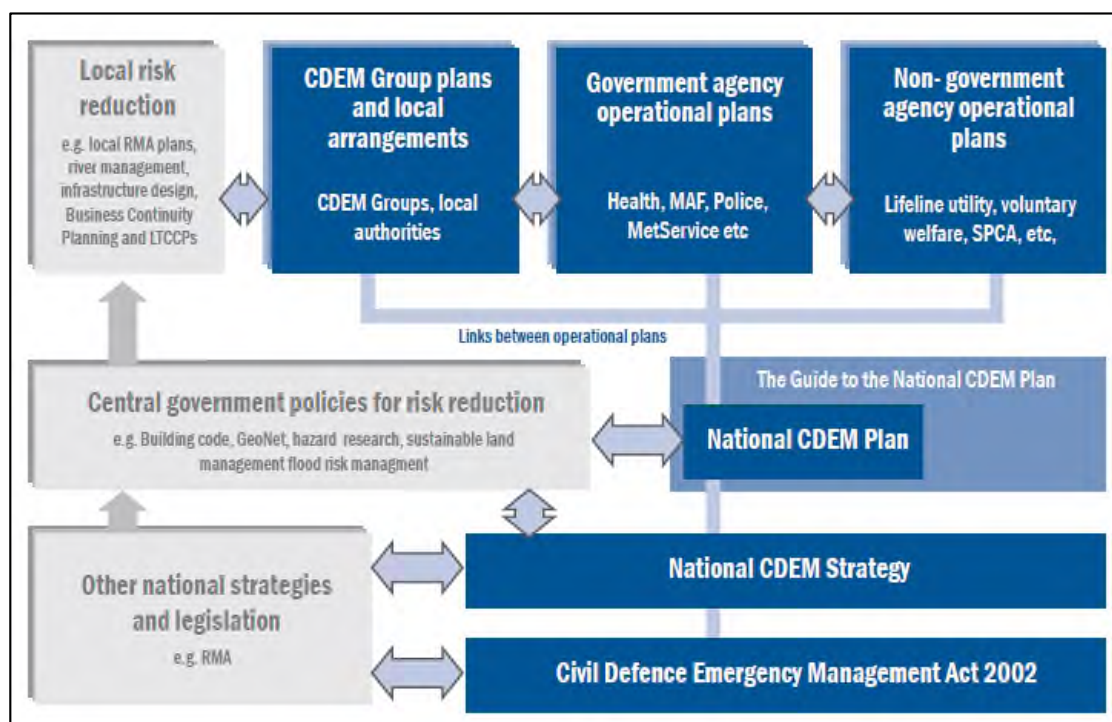 Local risk
reduction
e.g. local RMA plans,
river management,
infrastructure design,
Business Continuity
Planning and LTCCPs
CDEM Group plans
and local
arrangements
CDEM Groups, local
authorities
Government agency
operational plans
Health, MAF, Police,
MetService etc
Non- government
agency operational
plans
Lifeline utility, voluntary
welfare, SPCA, etc,
Links between operational plans
Central government policies for risk reduction
e.g. Building code, GeoNet, hazard research, sustainable land
management flood risk managment
The Guide to the National CDEM Plan
National CDEM Plan
Other national strategies
and legislation
e.g. RMA
National CDEM Strategy
Civil Defence Emergency Management Act 2002